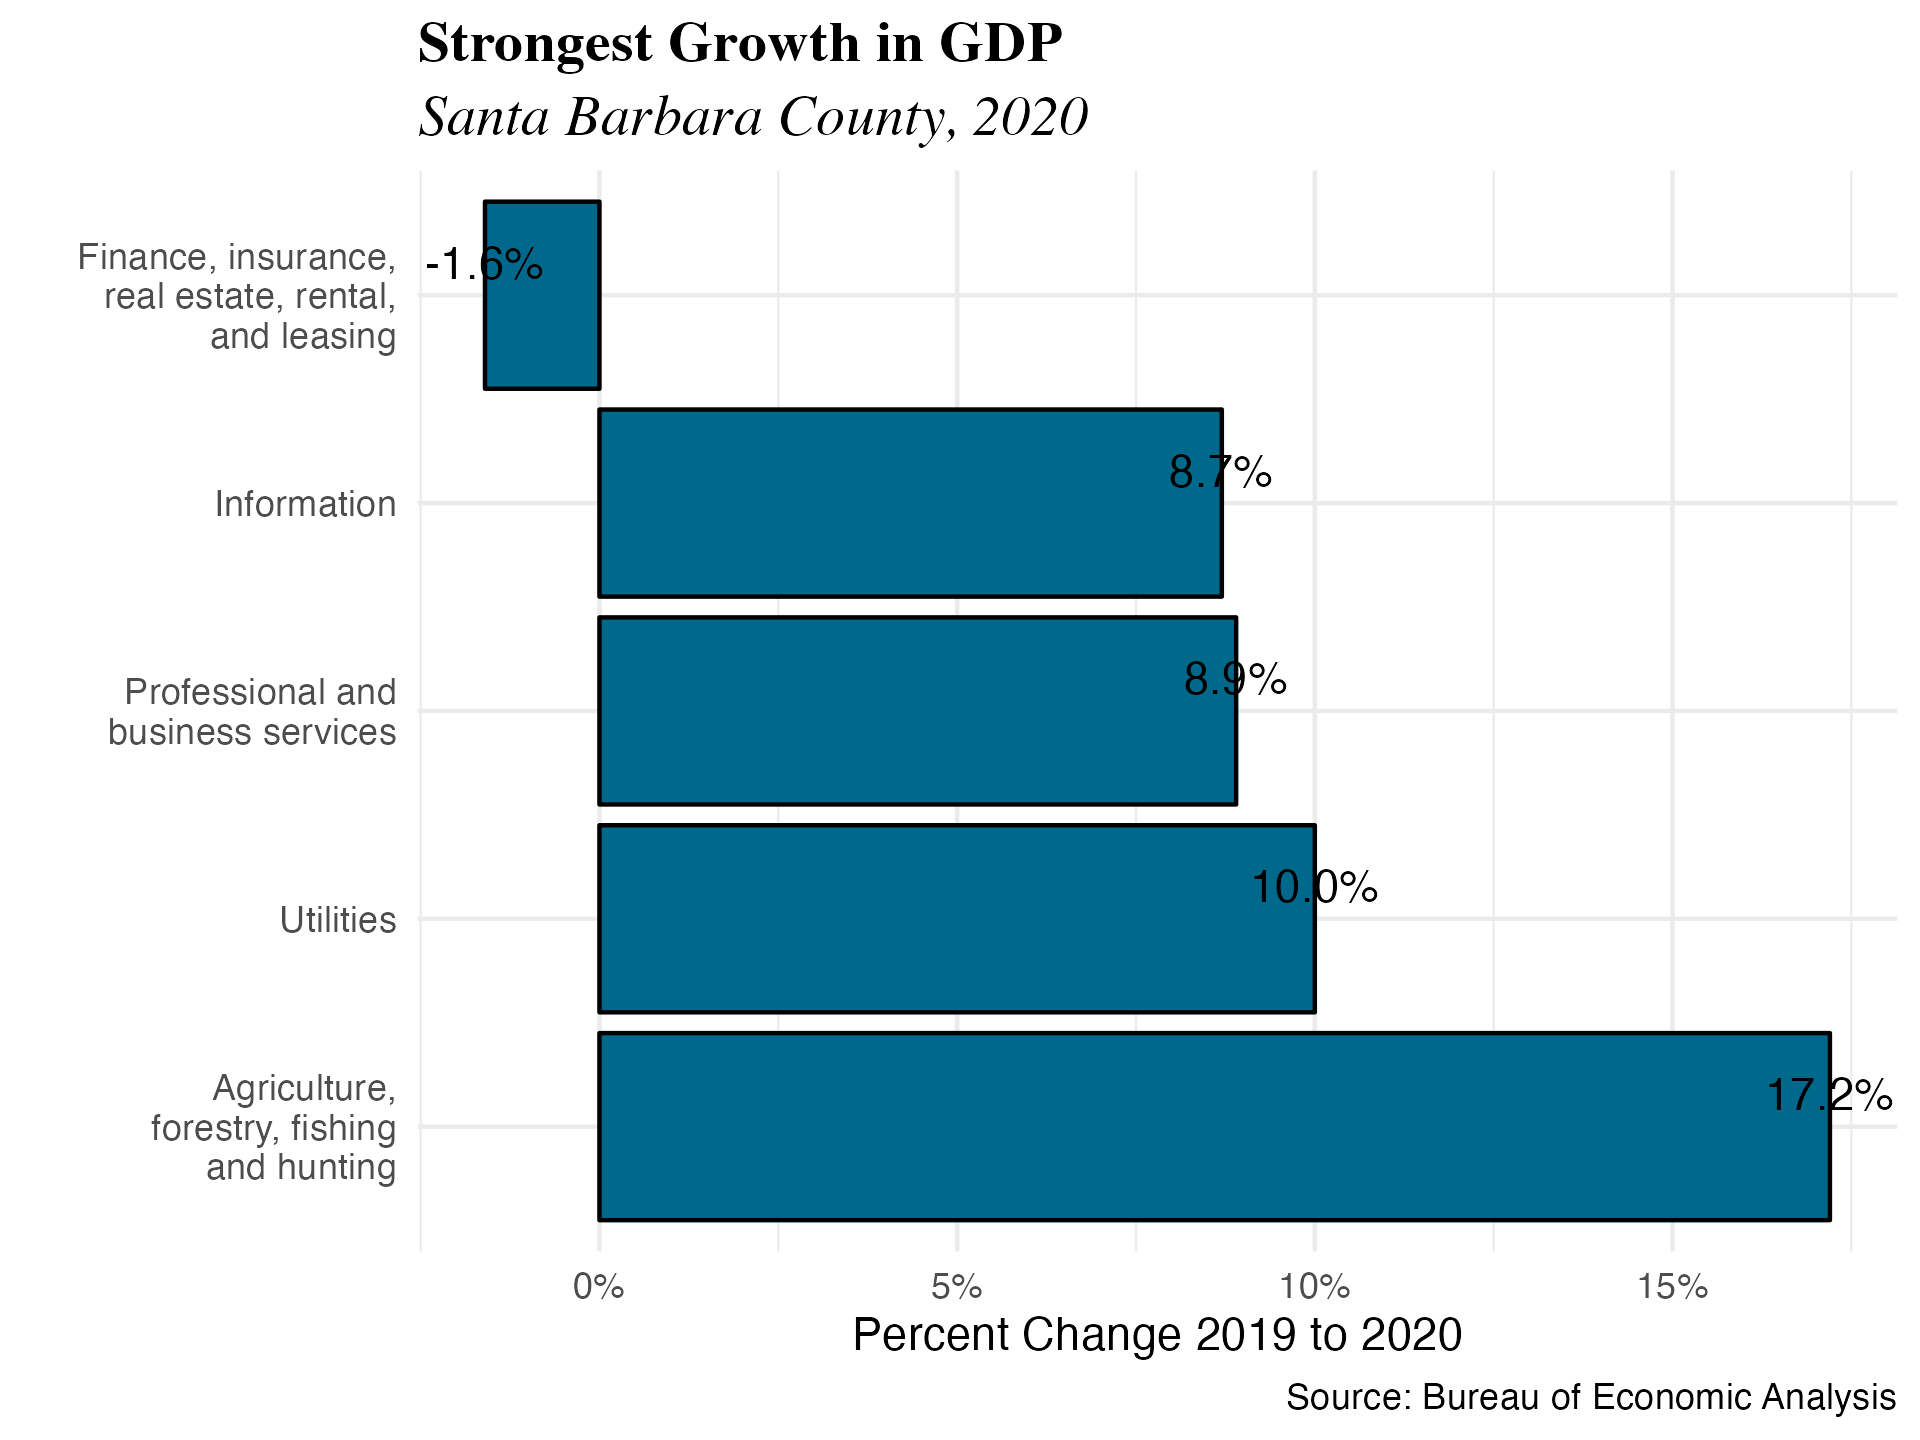 Strongest Growth in GDP
Santa Barbara County, 2020
Finance, insurance,
real estate, rental,
and leasing
-1.6%
Information
8.7%
Professional and
business services
8.9%
Utilities
10.0%
Agriculture,
forestry, fishing
and hunting
17.2%
0% 5% 10% 15%
Percent Change 2019 to 2020
Source: Bureau of Economic Analysis